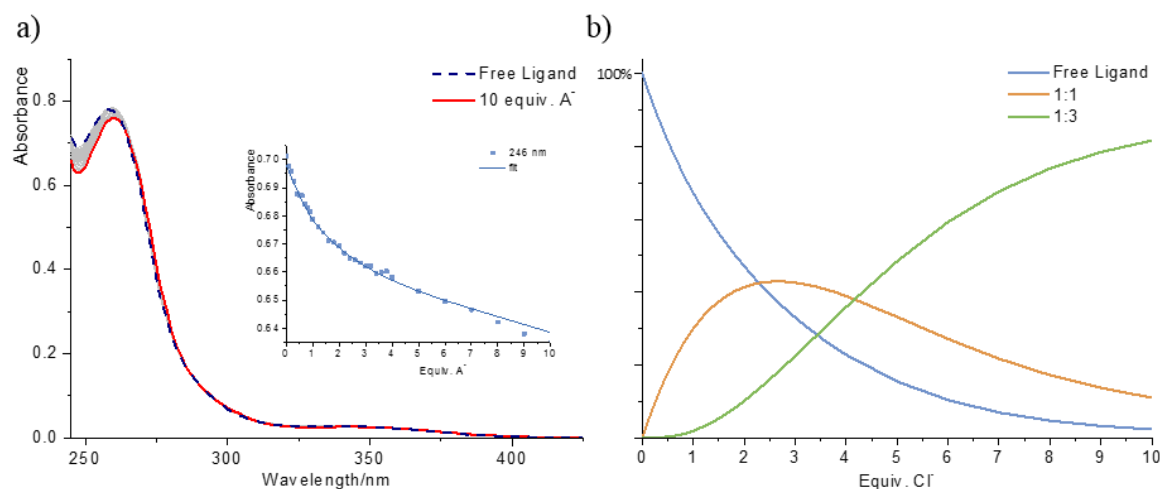 a)
b)
Free Ligand
10 equiv. A⁻
Absorbance
0.8
0.6
0.4
0.2
0.0
250
300
350
400
Wavelength/nm
246 nm
fit
Absorbance
0.70
0.69
0.68
0.67
0.66
0.65
0.64
0 1 2 3 4 5 6 7 8 9 10
Equiv. A⁻
100%
Free Ligand
1:1
1:3
0 1 2 3 4 5 6 7 8 9 10
Equiv. Cl⁻